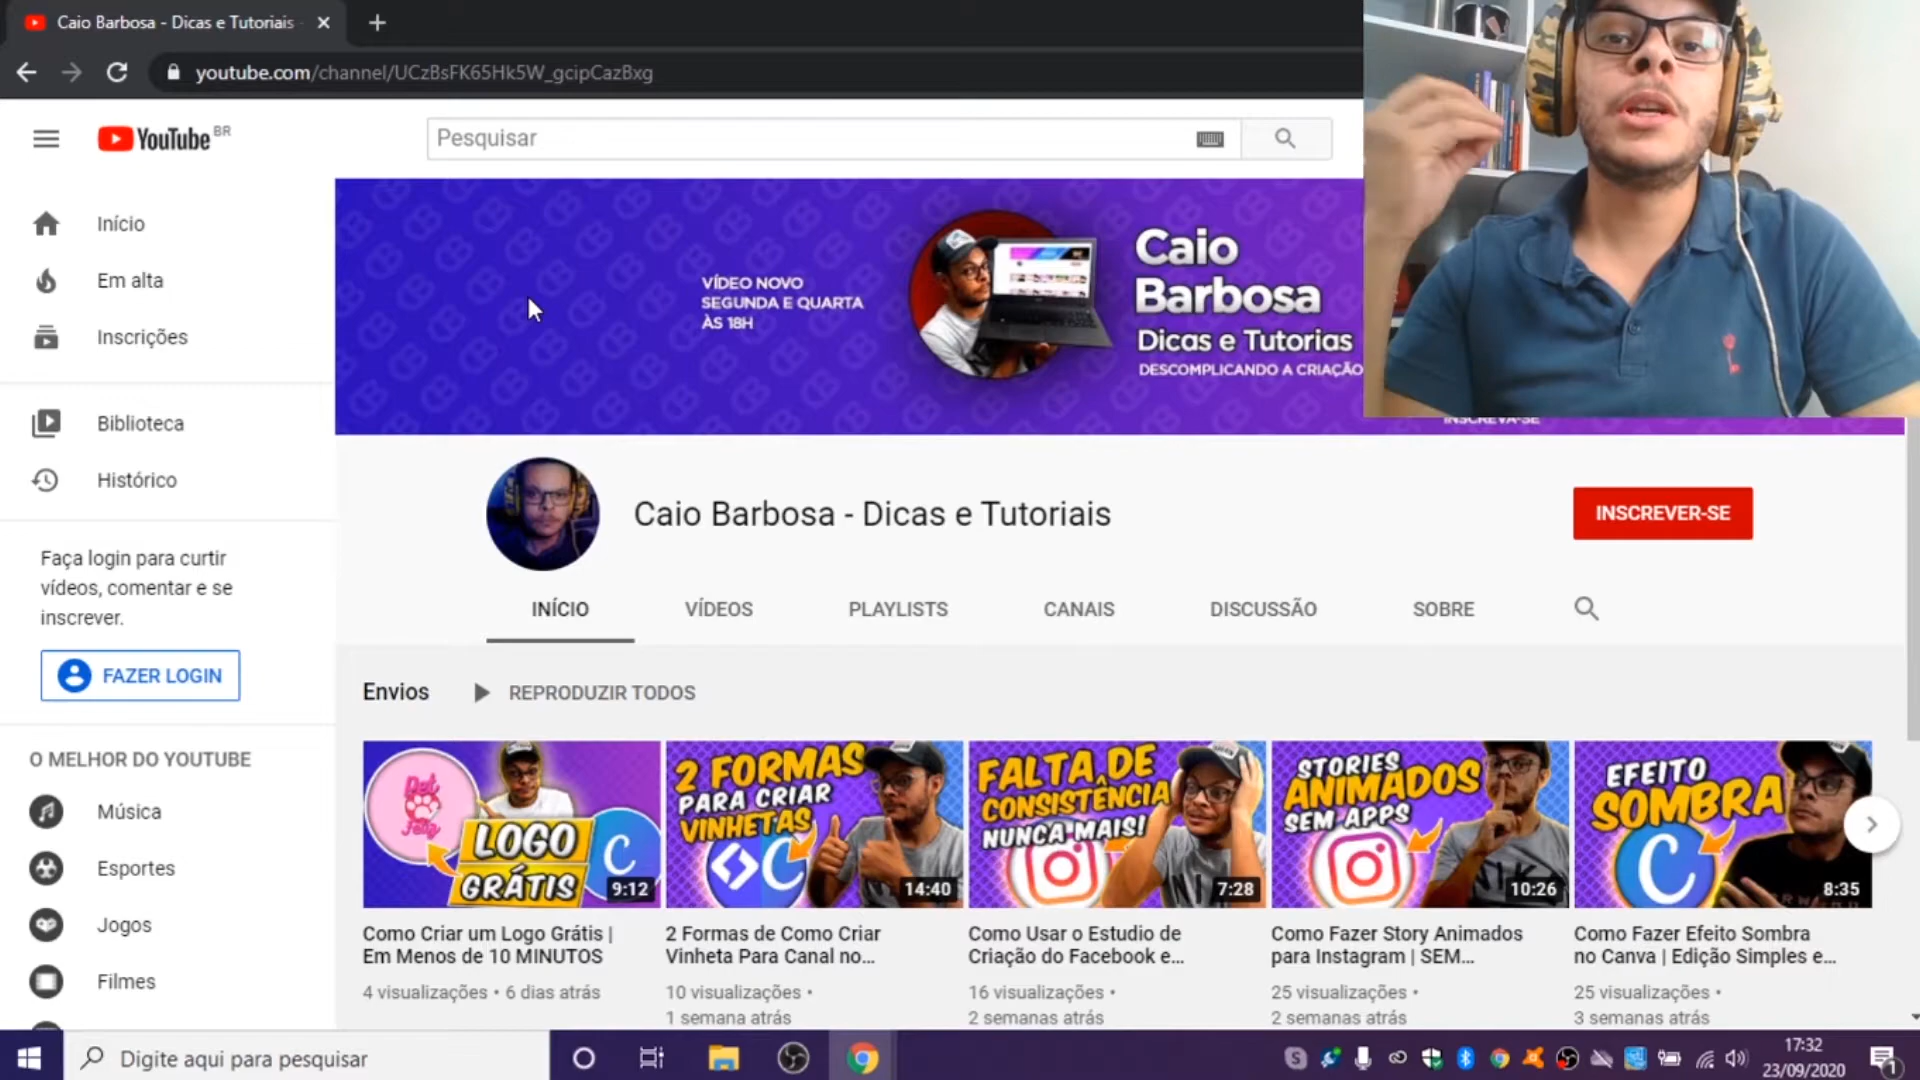 Caio Barbosa - Dicas e Tutoriais
youtube.com/channel/UCzBsFK65Hk5W_gcipCazBxg
YouTube BR
Pesquisar
Início
Em alta
Inscrições
Biblioteca
Histórico
Faça login para curtir
vídeos, comentar e se
inscrever.
FAZER LOGIN
O MELHOR DO YOUTUBE
Música
Esportes
Jogos
Filmes
VÍDEO NOVO
SEGUNDA E QUARTA
ÀS 18H
Caio
Barbosa
Dicas e Tutorias
DESCOMPLICANDO A CRIAÇÃO
INSCREVA-SE
Caio Barbosa - Dicas e Tutoriais
INSCREVER-SE
INÍCIO
VÍDEOS
PLAYLISTS
CANAIS
DISCUSSÃO
SOBRE
Envios
REPRODUZIR TODOS
Pet
Feliz
LOGO
GRÁTIS
9:12
Como Criar um Logo Grátis |
Em Menos de 10 MINUTOS
4 visualizações • 6 dias atrás
2 FORMAS
PARA CRIAR
VINHETAS
14:40
2 Formas de Como Criar
Vinheta Para Canal no...
10 visualizações •
1 semana atrás
FALTA DE
CONSISTÊNCIA
NUNCA MAIS!
7:28
Como Usar o Estudio de
Criação do Facebook e...
16 visualizações •
2 semanas atrás
STORIES
ANIMADOS
SEM APPS
10:26
Como Fazer Story Animados
para Instagram | SEM...
25 visualizações •
2 semanas atrás
EFEITO
SOMBRA
8:35
Como Fazer Efeito Sombra
no Canva | Edição Simples e...
25 visualizações •
3 semanas atrás
Digite aqui para pesquisar
17:32
23/09/2020
1